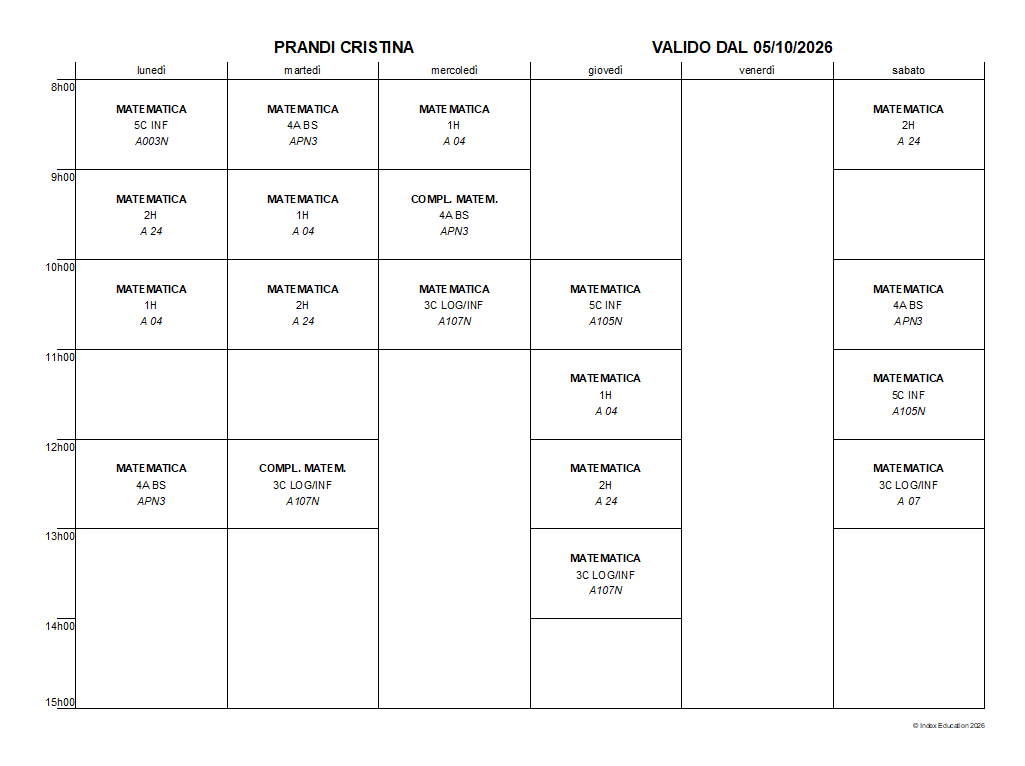 PRANDI CRISTINA
VALIDO DAL 05/10/2026
lunedì
martedì
mercoledì
giovedì
venerdì
sabato
8h00
MATEMATICA
5C INF
A003N
MATEMATICA
4A BS
APN3
MATEMATICA
1H
A 04
MATEMATICA
2H
A 24
9h00
MATEMATICA
2H
A 24
MATEMATICA
1H
A 04
COMPL. MATEM.
4A BS
APN3
10h00
MATEMATICA
1H
A 04
MATEMATICA
2H
A 24
MATEMATICA
3C LOG/INF
A107N
MATEMATICA
5C INF
A105N
MATEMATICA
4A BS
APN3
11h00
MATEMATICA
1H
A 04
MATEMATICA
5C INF
A105N
12h00
MATEMATICA
4A BS
APN3
COMPL. MATEM.
3C LOG/INF
A107N
MATEMATICA
2H
A 24
MATEMATICA
3C LOG/INF
A 07
13h00
MATEMATICA
3C LOG/INF
A107N
14h00
15h00
© Index Education 2026